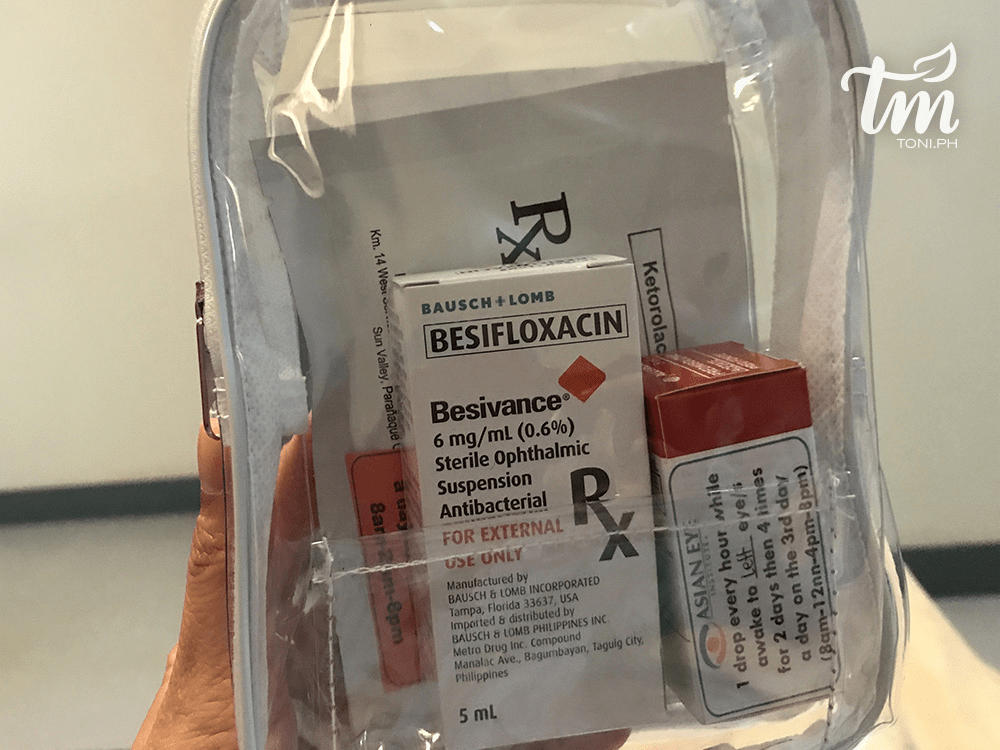 tm
TONI.PH
Rx
Km. 14 West
Sun Valley, Parañaque
Ketorolac
BAUSCH + LOMB
BESIFLOXACIN
Besivance®
6 mg/mL (0.6%)
Sterile Ophthalmic
Suspension
Antibacterial
Rx
FOR EXTERNAL
USE ONLY
Manufactured by
BAUSCH & LOMB INCORPORATED
Tampa, Florida 33637, USA
Imported & distributed by
BAUSCH & LOMB PHILIPPINES INC.
Metro Drug Inc. Compound
Manalac Ave., Bagumbayan, Taguig City,
Philippines
5 mL
a day
8pm
ASIAN EYE
INSTITUTE
1 drop every hour while
awake to Left eye/s
for 2 days then 4 times
a day on the 3rd day
(8am-12nn-4pm-8pm)